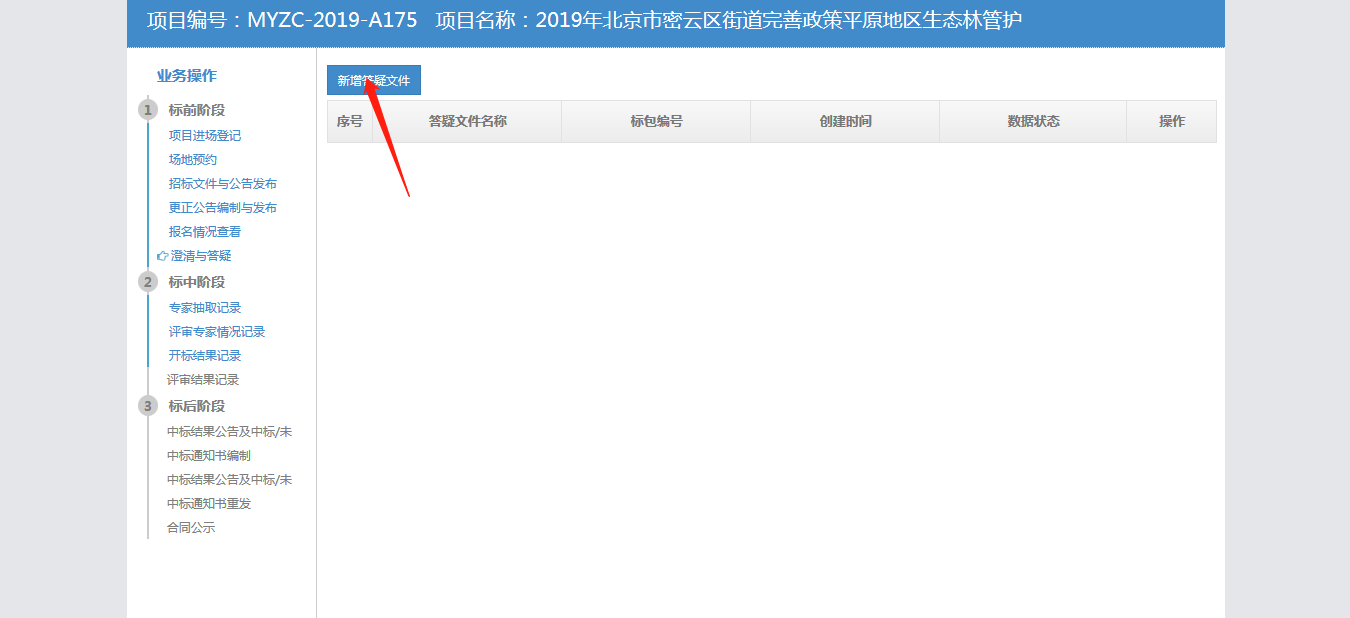 项目编号：MYZC-2019-A175 项目名称：2019年北京市密云区街道完善政策平原地区生态林管护
业务操作
1 标前阶段
项目进场登记
场地预约
招标文件与公告发布
更正公告编制与发布
报名情况查看
澄清与答疑
2 标中阶段
专家抽取记录
评审专家情况记录
开标结果记录
评审结果记录
3 标后阶段
中标结果公告及中标/未
中标通知书编制
中标结果公告及中标/未
中标通知书重发
合同公示
新增答疑文件
序号 答疑文件名称 标包编号 创建时间 数据状态 操作